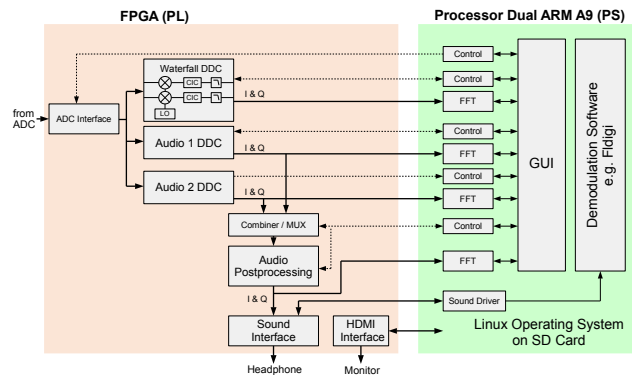 FPGA (PL)
Processor Dual ARM A9 (PS)
from
ADC
ADC Interface
Waterfall DDC
CIC
CIC
LO
I & Q
Audio 1 DDC
I & Q
Audio 2 DDC
I & Q
Combiner / MUX
Audio
Postprocessing
I & Q
Sound
Interface
HDMI
Interface
Headphone
Monitor
Control
Control
FFT
Control
FFT
Control
FFT
Control
FFT
Sound Driver
GUI
Demodulation Software
e.g. Fldigi
Linux Operating System
on SD Card